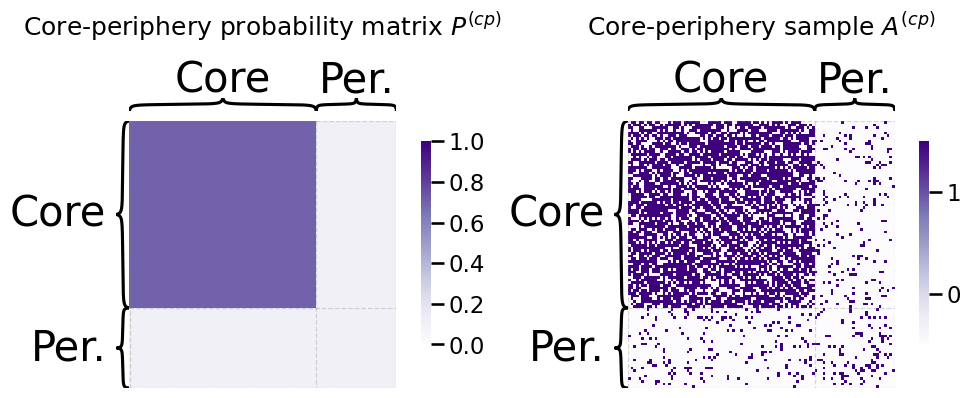 Core-periphery probability matrix P^(cp)
Core Per.
Core
Per.
1.0
0.8
0.6
0.4
0.2
0.0
Core-periphery sample A^(cp)
Core Per.
Core
Per.
1
0